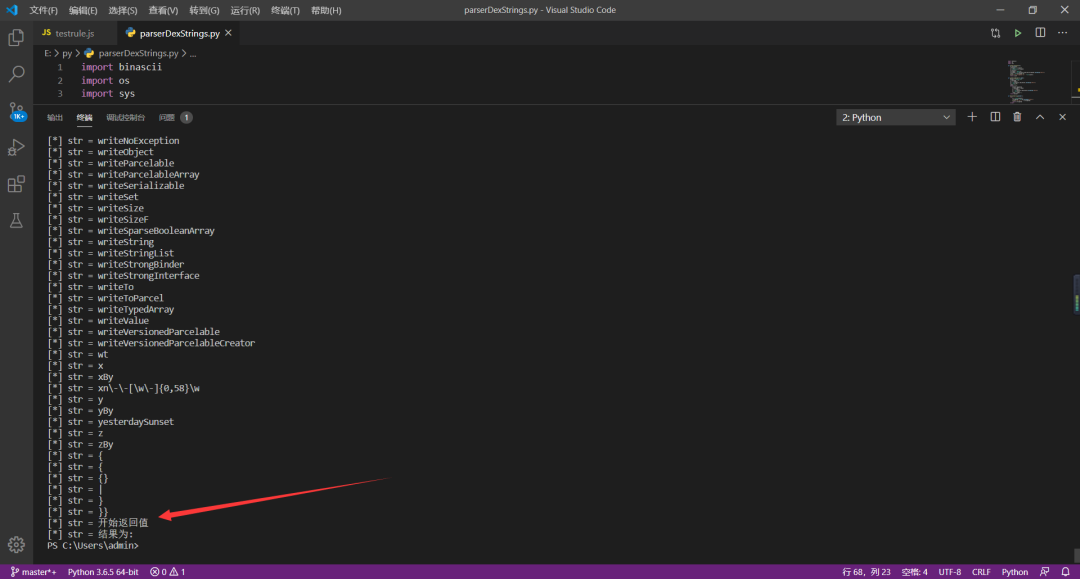 文件(F) 编辑(E) 选择(S) 查看(V) 转到(G) 运行(R) 终端(T) 帮助(H) parserDexStrings.py - Visual Studio Code
JS testrule.js parserDexStrings.py
E: > py > parserDexStrings.py > ...
1 import binascii
2 import os
3 import sys
1K+
输出 终端 调试控制台 问题 1 2: Python
[*] str = writeNoException
[*] str = writeObject
[*] str = writeParcelable
[*] str = writeParcelableArray
[*] str = writeSerializable
[*] str = writeSet
[*] str = writeSize
[*] str = writeSizeF
[*] str = writeSparseBooleanArray
[*] str = writeString
[*] str = writeStringList
[*] str = writeStrongBinder
[*] str = writeStrongInterface
[*] str = writeTo
[*] str = writeToParcel
[*] str = writeTypedArray
[*] str = writeValue
[*] str = writeVersionedParcelable
[*] str = writeVersionedParcelableCreator
[*] str = wt
[*] str = x
[*] str = xBy
[*] str = xn\-\-[\w\-]{0,58}\w
[*] str = y
[*] str = yBy
[*] str = yesterdaySunset
[*] str = z
[*] str = zBy
[*] str = {
[*] str = {
[*] str = {}
[*] str = |
[*] str = }
[*] str = }}
[*] str = 开始返回值
[*] str = 结果为:
PS C:\Users\admin>
master*+ Python 3.6.5 64-bit 0 1 行 68，列 23 空格: 4 UTF-8 CRLF Python